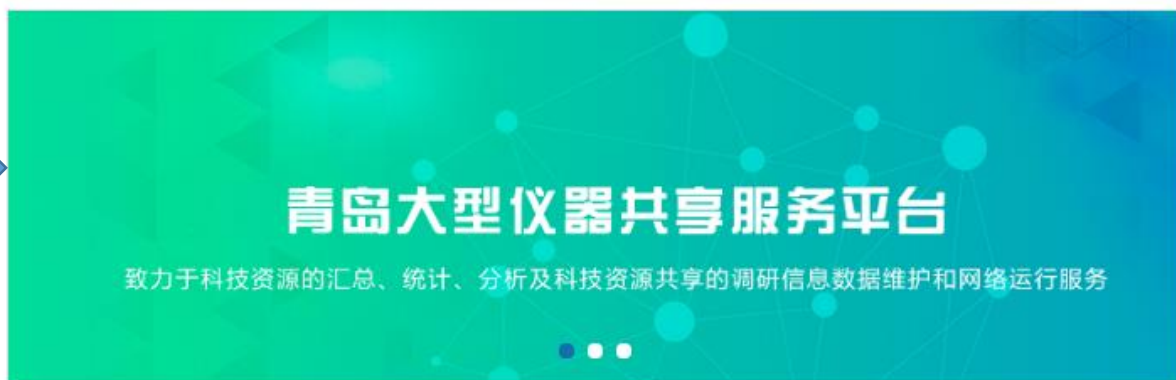 青岛大型仪器共享服务平台
致力于科技资源的汇总、统计、分析及科技资源共享的调研信息数据维护和网络运行服务